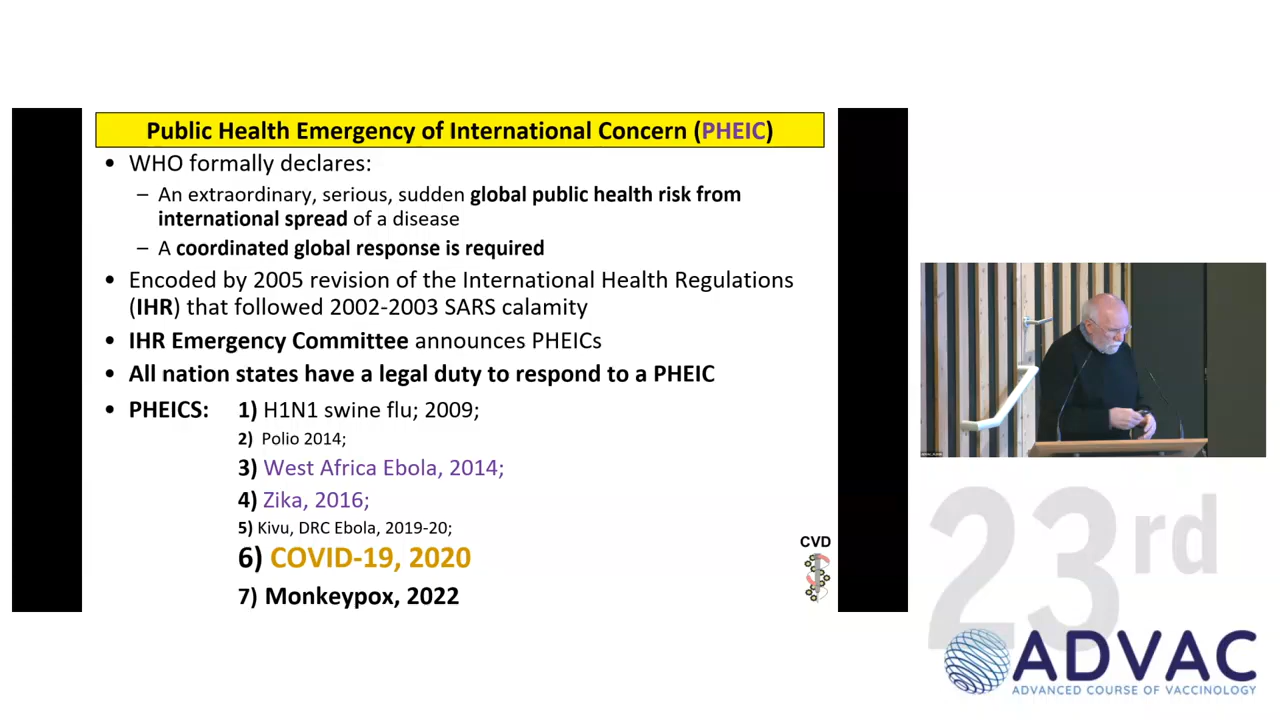 Public Health Emergency of International Concern (PHEIC)
• WHO formally declares:
– An extraordinary, serious, sudden global public health risk from
international spread of a disease
– A coordinated global response is required
• Encoded by 2005 revision of the International Health Regulations
(IHR) that followed 2002-2003 SARS calamity
• IHR Emergency Committee announces PHEICs
• All nation states have a legal duty to respond to a PHEIC
• PHEICS: 1) H1N1 swine flu; 2009;
2) Polio 2014;
3) West Africa Ebola, 2014;
4) Zika, 2016;
5) Kivu, DRC Ebola, 2019-20;
6) COVID-19, 2020
7) Monkeypox, 2022
CVD
23rd
ADVAC
ADVANCED COURSE OF VACCINOLOGY